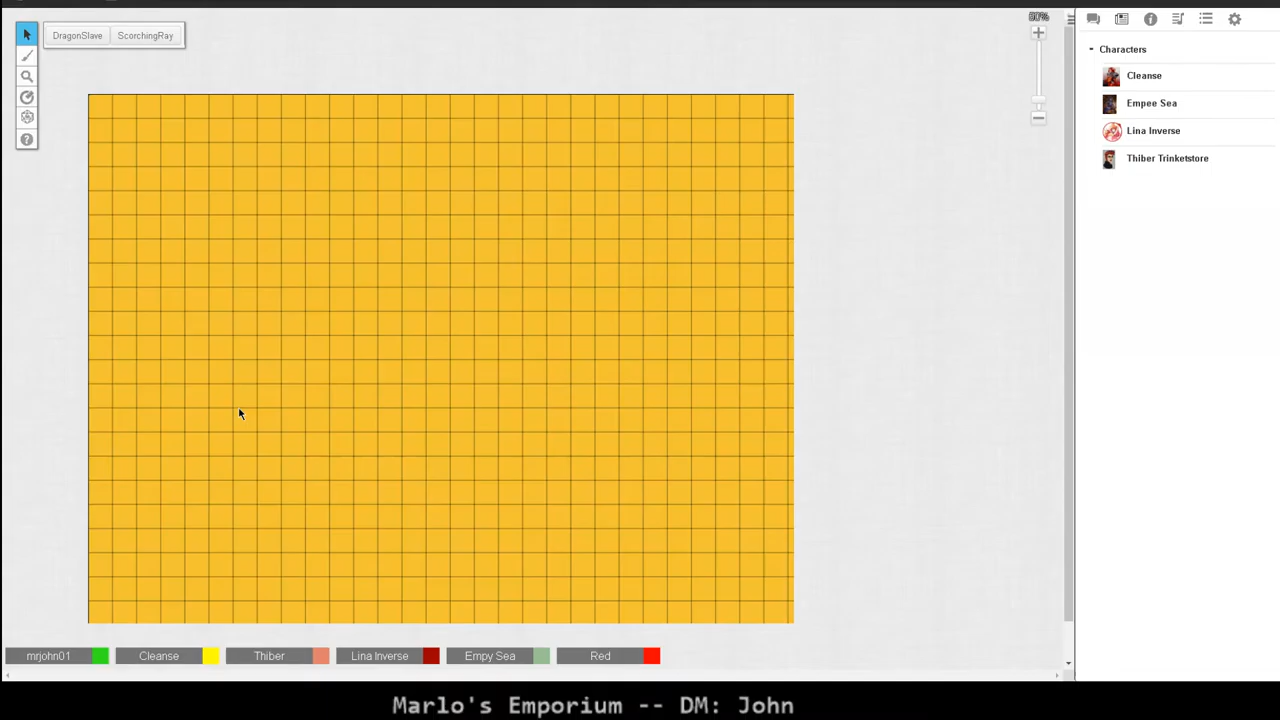 DragonSlave ScorchingRay
80%
Characters
Cleanse
Empee Sea
Lina Inverse
Thiber Trinketstore
mrjohn01 Cleanse Thiber Lina Inverse Empy Sea Red
Marlo's Emporium -- DM: John